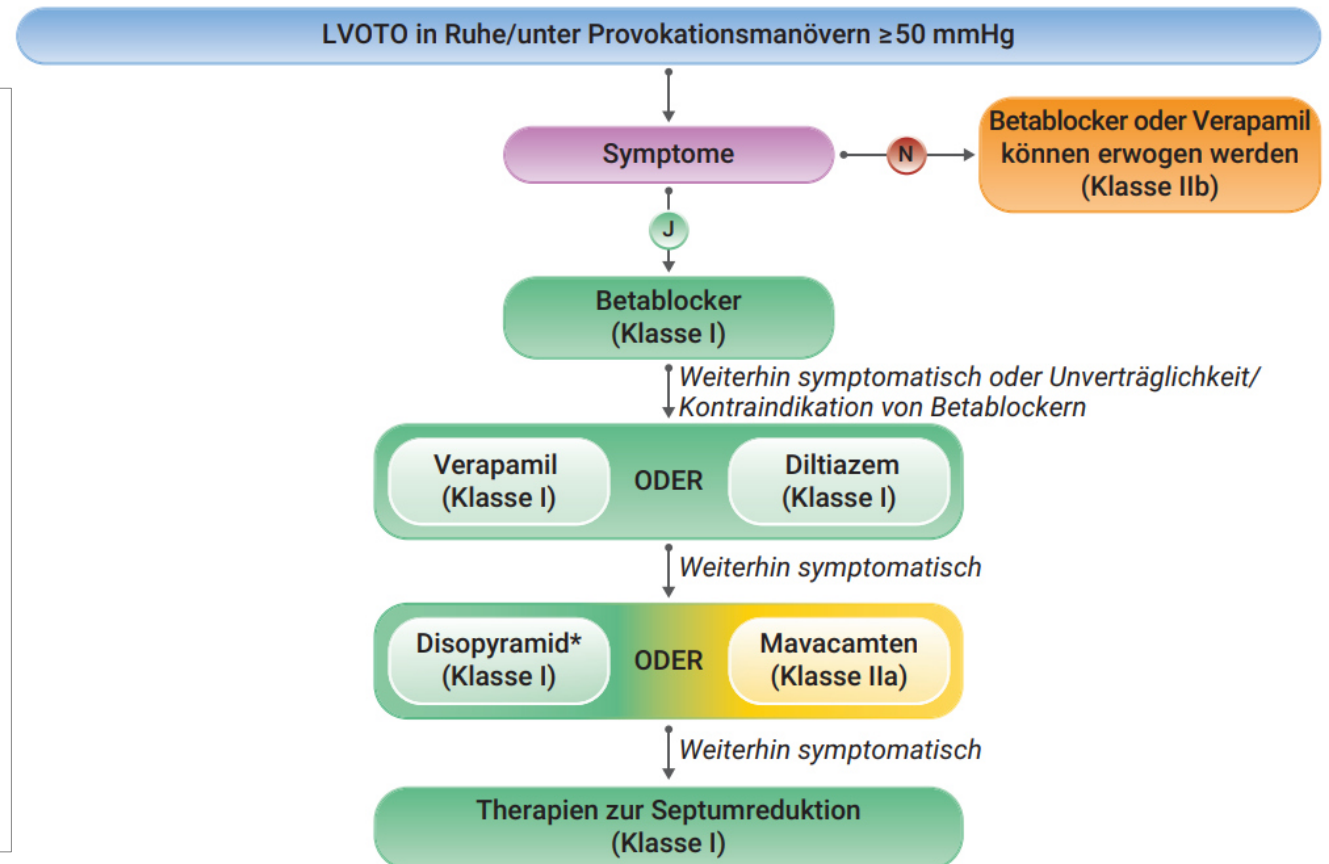 LVOTO in Ruhe/unter Provokationsmanövern ≥50 mmHg
Symptome
N
Betablocker oder Verapamil
können erwogen werden
(Klasse IIb)
J
Betablocker
(Klasse I)
Weiterhin symptomatisch oder Unverträglichkeit/
Kontraindikation von Betablockern
Verapamil
(Klasse I)
ODER
Diltiazem
(Klasse I)
Weiterhin symptomatisch
Disopyramid*
(Klasse I)
ODER
Mavacamten
(Klasse IIa)
Weiterhin symptomatisch
Therapien zur Septumreduktion
(Klasse I)